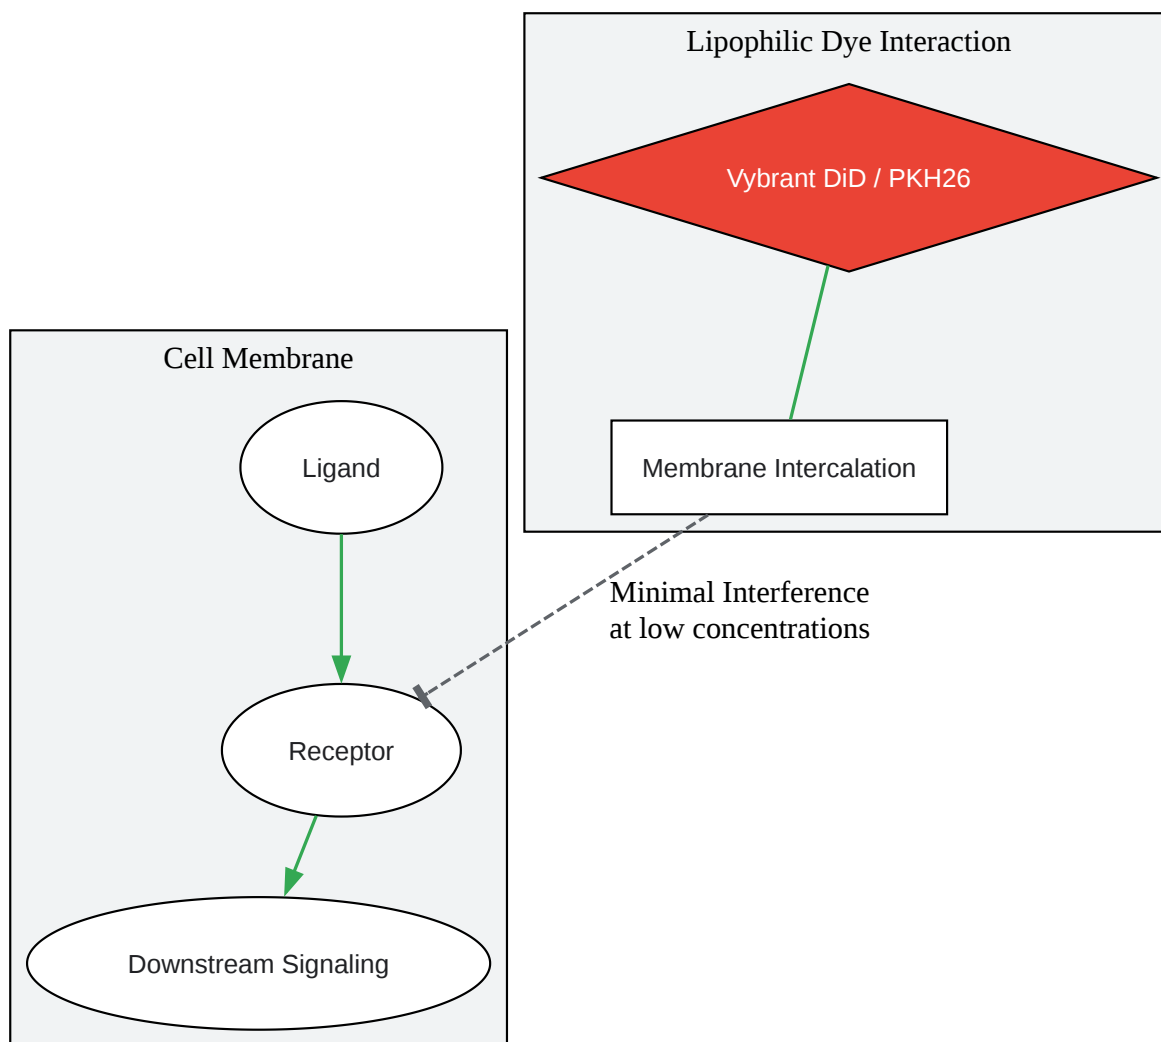 Lipophilic Dye Interaction
Vybrant DiD / PKH26
Membrane Intercalation
Minimal Interference
at low concentrations
Cell Membrane
Ligand
Receptor
Downstream Signaling